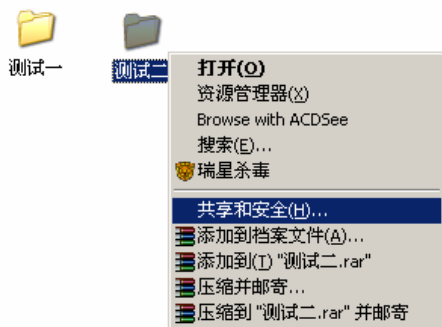 测试一
测试二
打开(O)
资源管理器(X)
Browse with ACDSee
搜索(E)...
瑞星杀毒
共享和安全(H)...
添加到档案文件(A)...
添加到(T) "测试二.rar"
压缩并邮寄...
压缩到 "测试二.rar" 并邮寄